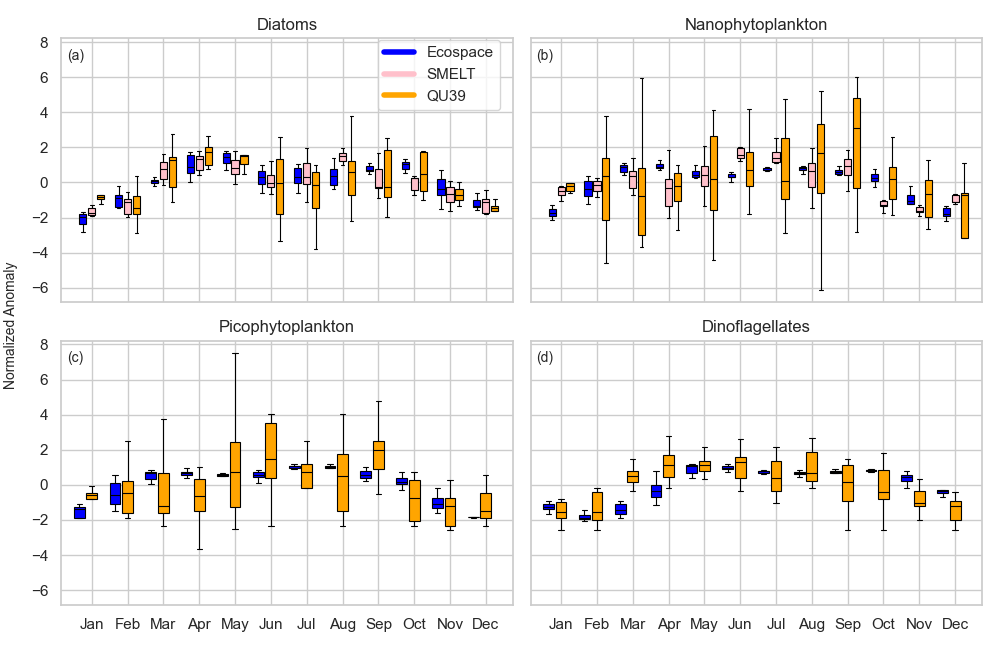 Diatoms
Nanophytoplankton
8
6
4
2
0
−2
−4
−6
(a)
Ecospace
SMELT
QU39
(b)
Normalized Anomaly
Picophytoplankton
Dinoflagellates
8
6
4
2
0
−2
−4
−6
(c)
(d)
Jan Feb Mar Apr May Jun Jul Aug Sep Oct Nov Dec
Jan Feb Mar Apr May Jun Jul Aug Sep Oct Nov Dec